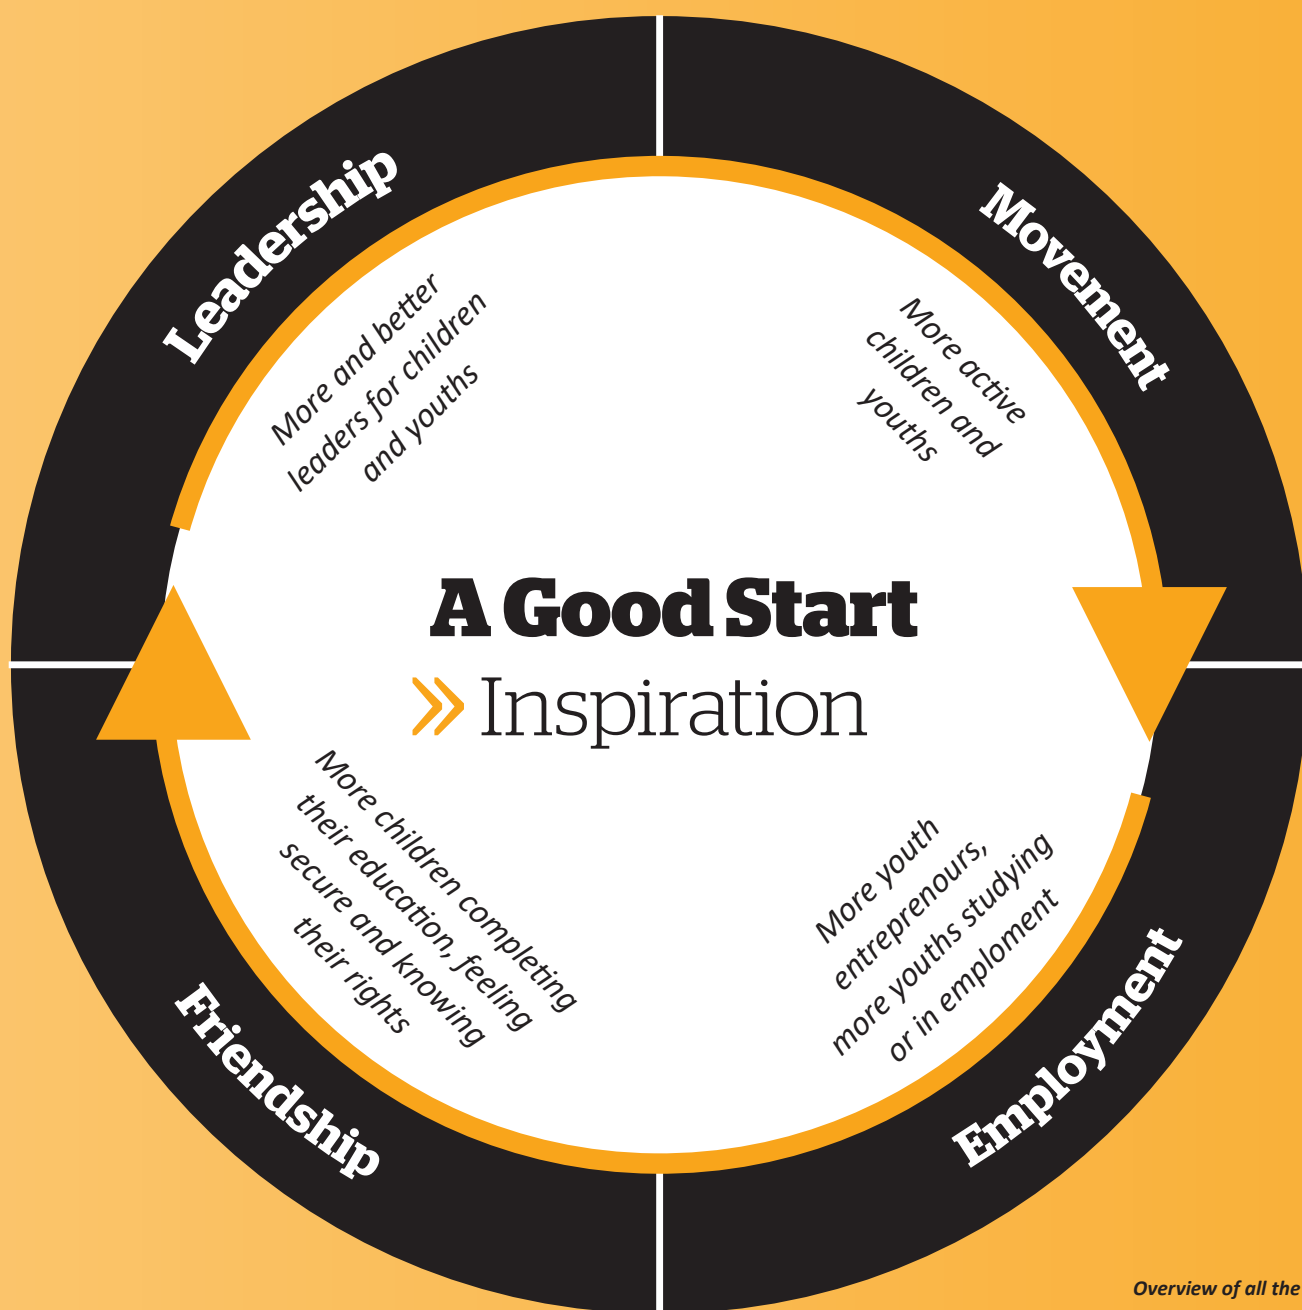 Leadership
More and better
leaders for children
and youths
Movement
More active
children and
youths
A Good Start
Inspiration
More children completing
their education, feeling
secure and knowing
their rights
Friendship
More youth
entreprenours,
more youths studying
or in emploment
Employment
Overview of all the